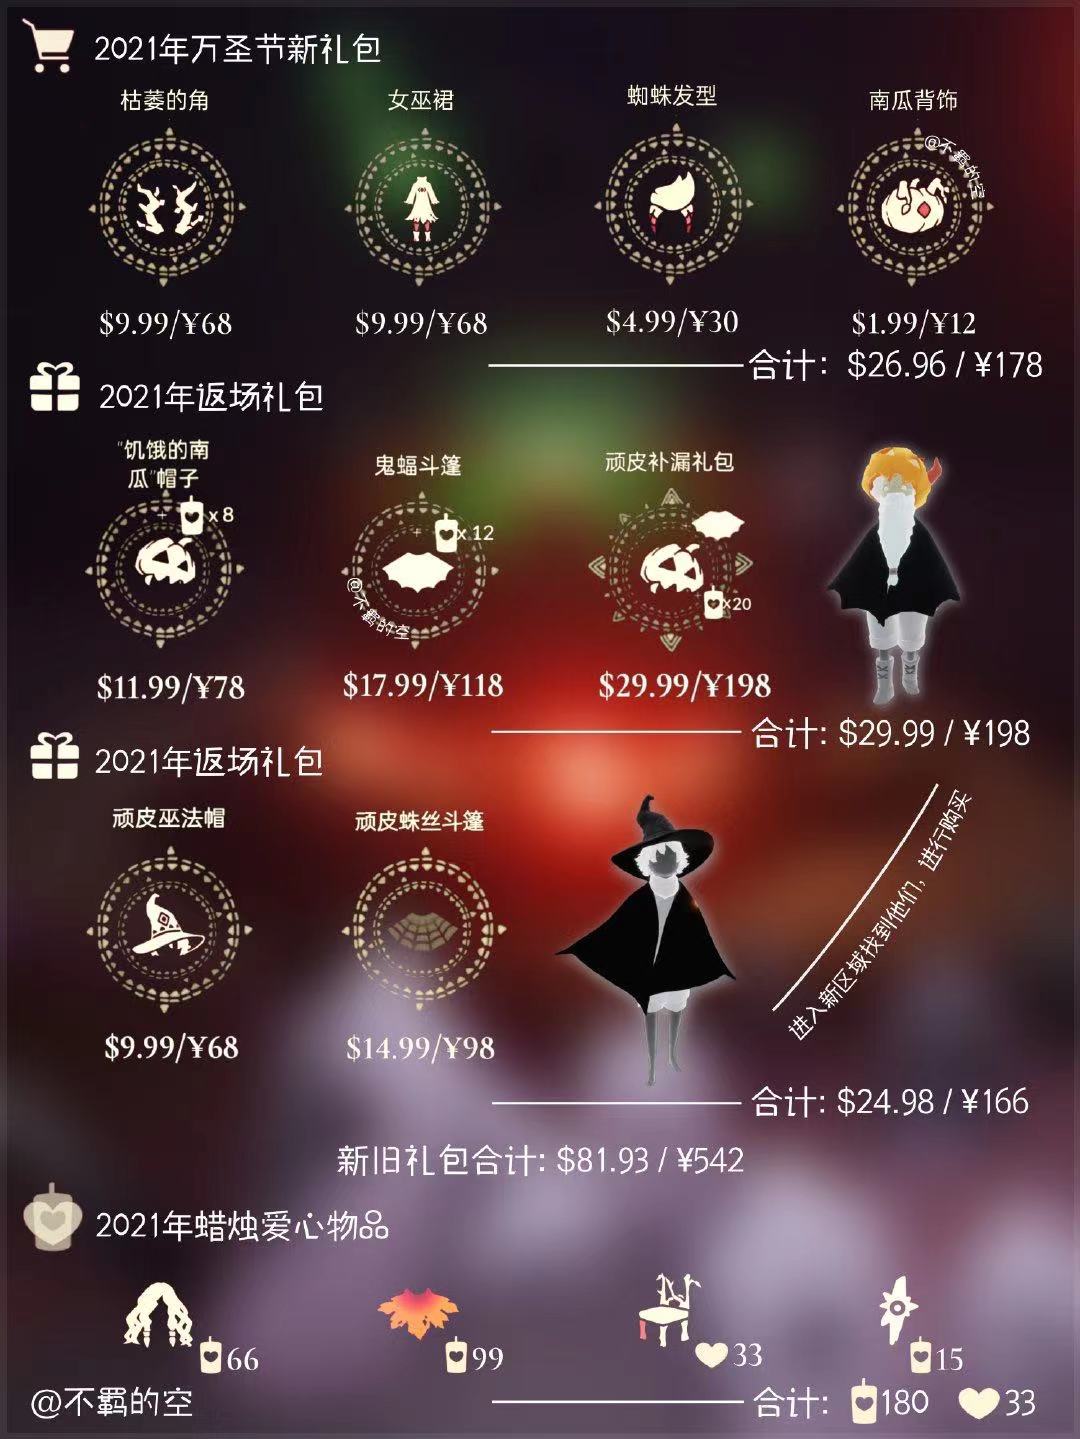 2021年万圣节新礼包
枯萎的角
女巫裙
蜘蛛发型
南瓜背饰
@不羁的空
$9.99/¥68
$9.99/¥68
$4.99/¥30
$1.99/¥12
合计: $26.96 / ¥178
2021年返场礼包
"饥饿的南
瓜"帽子
鬼蝠斗篷
顽皮补漏礼包
x 8
x 12
x20
@不羁的空
$11.99/¥78
$17.99/¥118
$29.99/¥198
合计: $29.99 / ¥198
2021年返场礼包
顽皮巫法帽
顽皮蛛丝斗篷
进入新区域找到他们，进行购买
$9.99/¥68
$14.99/¥98
合计: $24.98 / ¥166
新旧礼包合计: $81.93 / ¥542
2021年蜡烛爱心物品
66
99
33
15
@不羁的空
合计: 180 33